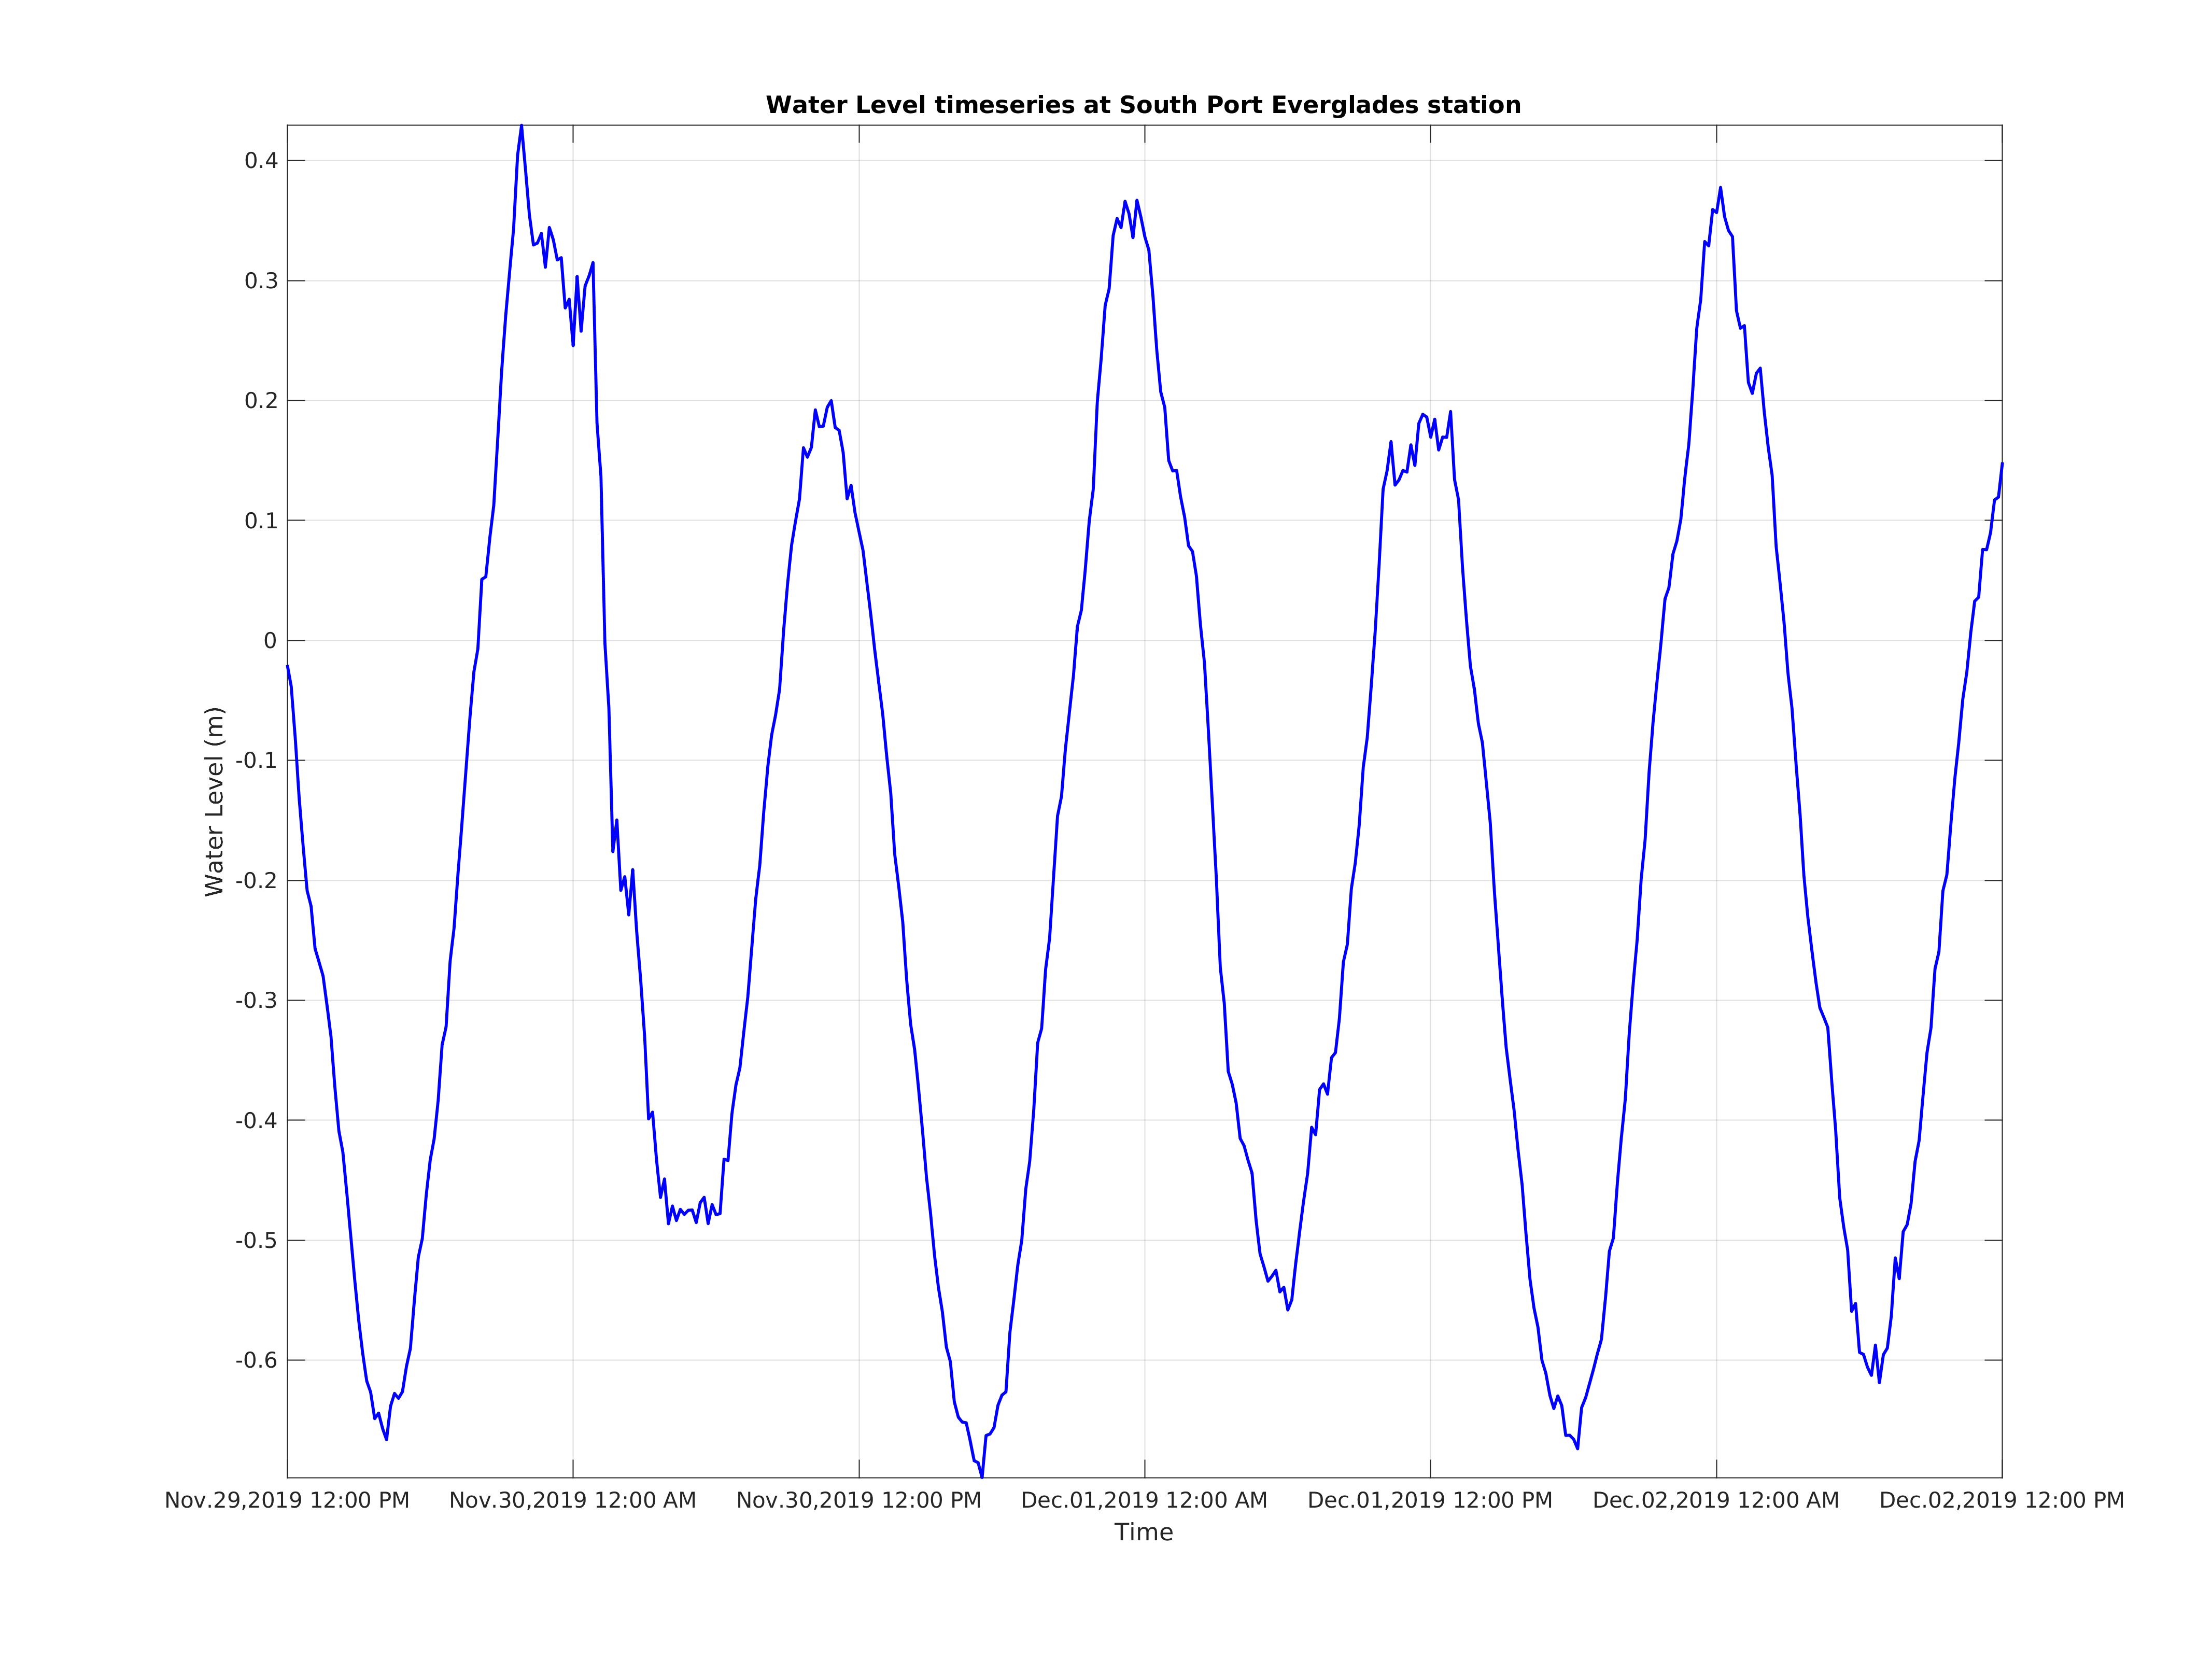 Water Level timeseries at South Port Everglades station
0.4
0.3
0.2
0.1
0
-0.1
-0.2
-0.3
-0.4
-0.5
-0.6
Water Level (m)
Nov.29,2019 12:00 PM
Nov.30,2019 12:00 AM
Nov.30,2019 12:00 PM
Dec.01,2019 12:00 AM
Dec.01,2019 12:00 PM
Dec.02,2019 12:00 AM
Dec.02,2019 12:00 PM
Time